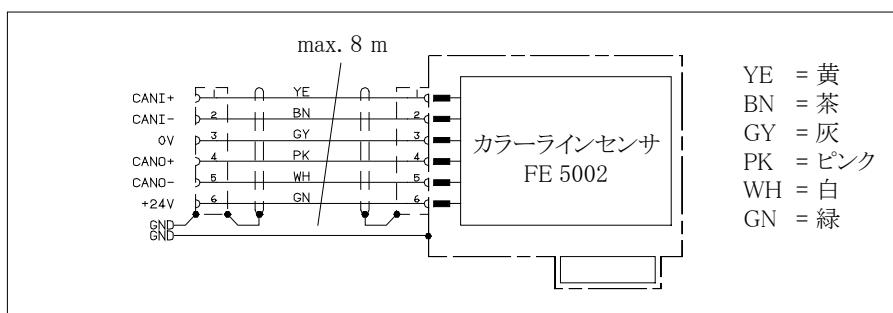 max. 8 m
CANI+ 1 YE 1
CANI- 2 BN 2
0V 3 GY 3
CANO+ 4 PK 4
CANO- 5 WH 5
+24V 6 GN 6
GND
GND
カラーラインセンサ
FE 5002
YE = 黄
BN = 茶
GY = 灰
PK = ピンク
WH = 白
GN = 緑